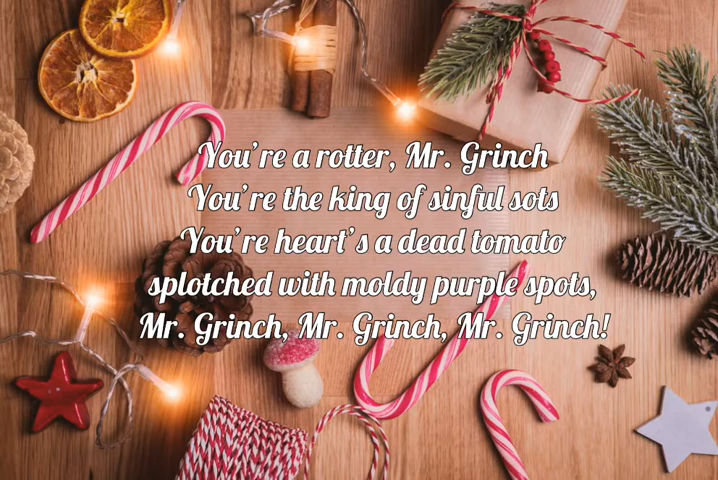 You're a rotter, Mr. Grinch
You're the king of sinful sots
You're heart's a dead tomato
splotched with moldy purple spots,
Mr. Grinch, Mr. Grinch, Mr. Grinch!